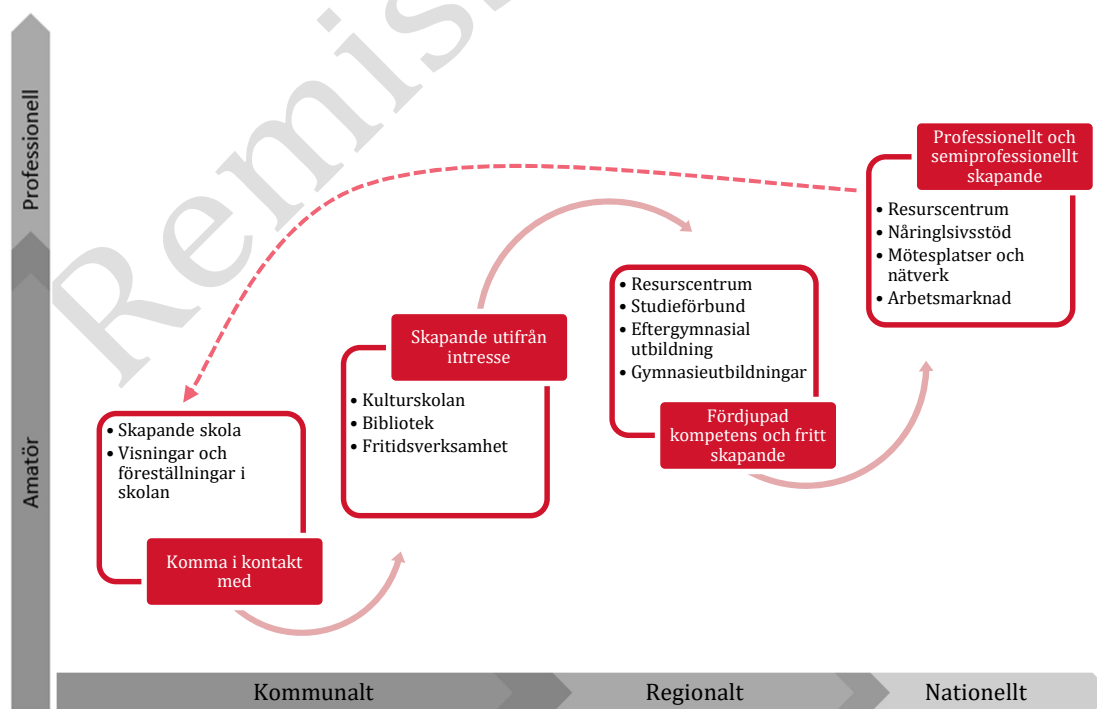 Remis
Professionell
Amatör
• Skapande skola
• Visningar och
föreställningar i
skolan
Komma i kontakt
med
Skapande utifrån
intresse
• Kulturskolan
• Bibliotek
• Fritidsverksamhet
• Resurscentrum
• Studieförbund
• Eftergymnasial
utbildning
• Gymnasieutbildningar
Fördjupad
kompetens och fritt
skapande
Professionellt och
semiprofessionellt
skapande
• Resurscentrum
• Nåringlsivsstöd
• Mötesplatser och
nätverk
• Arbetsmarknad
Kommunalt
Regionalt
Nationellt